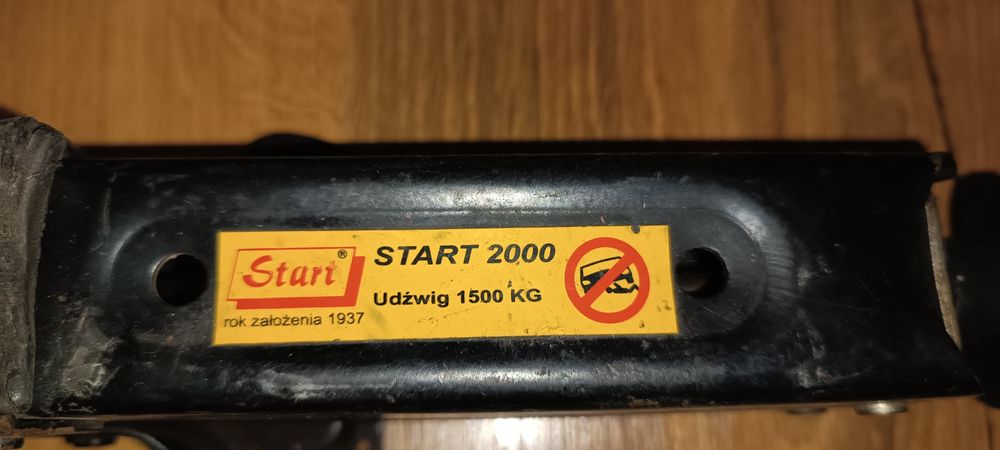 Start®
START 2000
Udźwig 1500 KG
rok założenia 1937